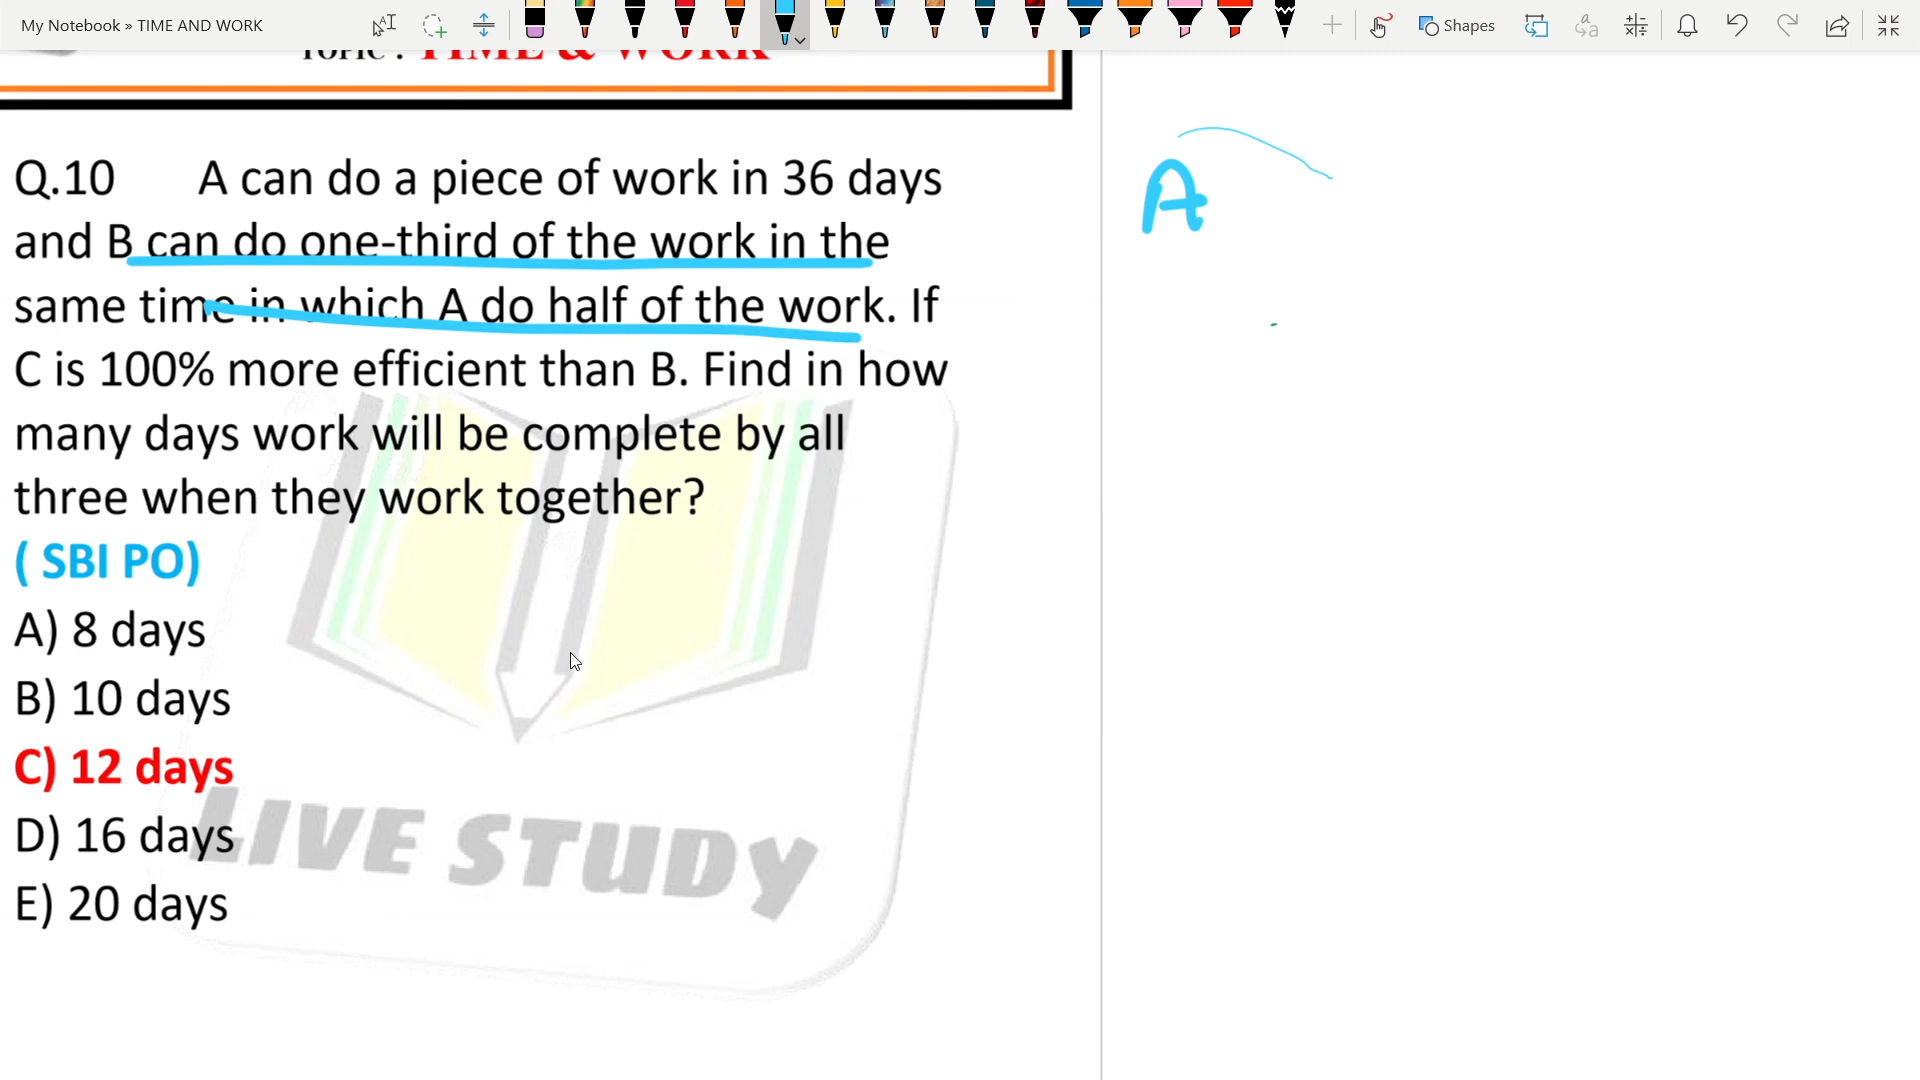 My Notebook » TIME AND WORK
Shapes
TOPIC : TIME & WORK
Q.10 A can do a piece of work in 36 days
and B can do one-third of the work in the
same time in which A do half of the work. If
C is 100% more efficient than B. Find in how
many days work will be complete by all
three when they work together?
( SBI PO)
A) 8 days
B) 10 days
C) 12 days
D) 16 days
E) 20 days
LIVE STUDY
A